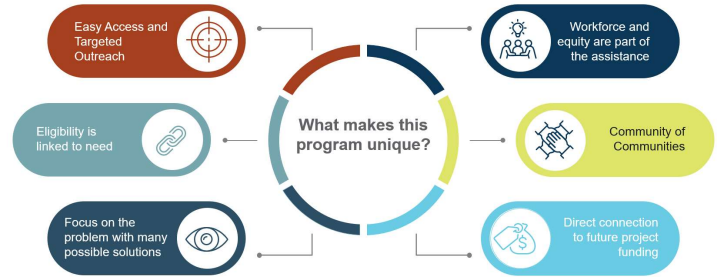 Easy Access and
Targeted
Outreach
Workforce and
equity are part of
the assistance
Eligibility is
linked to need
What makes this
program unique?
Community of
Communities
Focus on the
problem with many
possible solutions
Direct connection
to future project
funding
$